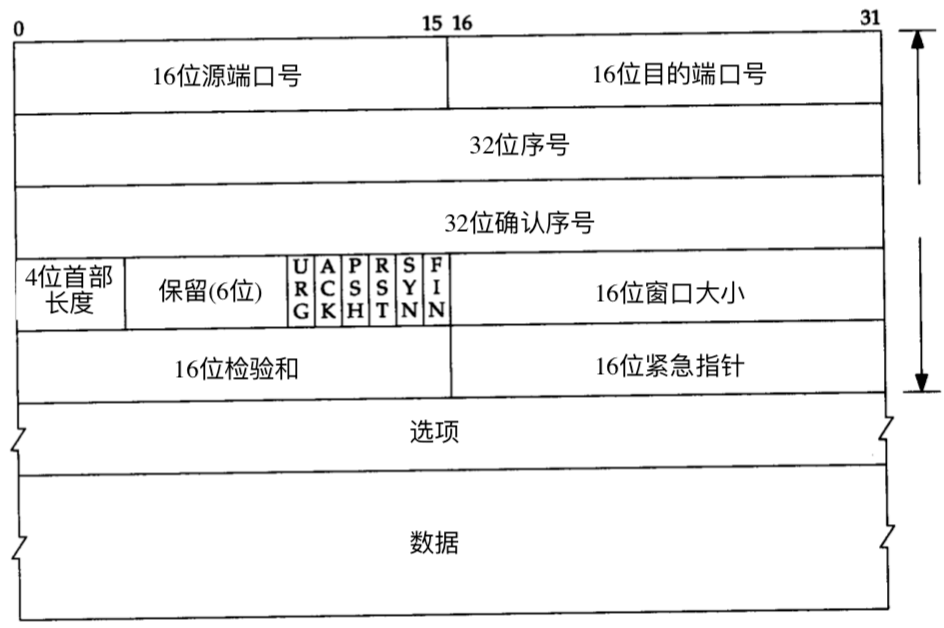 0 15 16 31
16位源端口号 16位目的端口号
32位序号
32位确认序号
4位首部
长度
保留(6位)
URG
ACK
PSH
RST
SYN
FIN
16位窗口大小
16位检验和 16位紧急指针
选项
数据